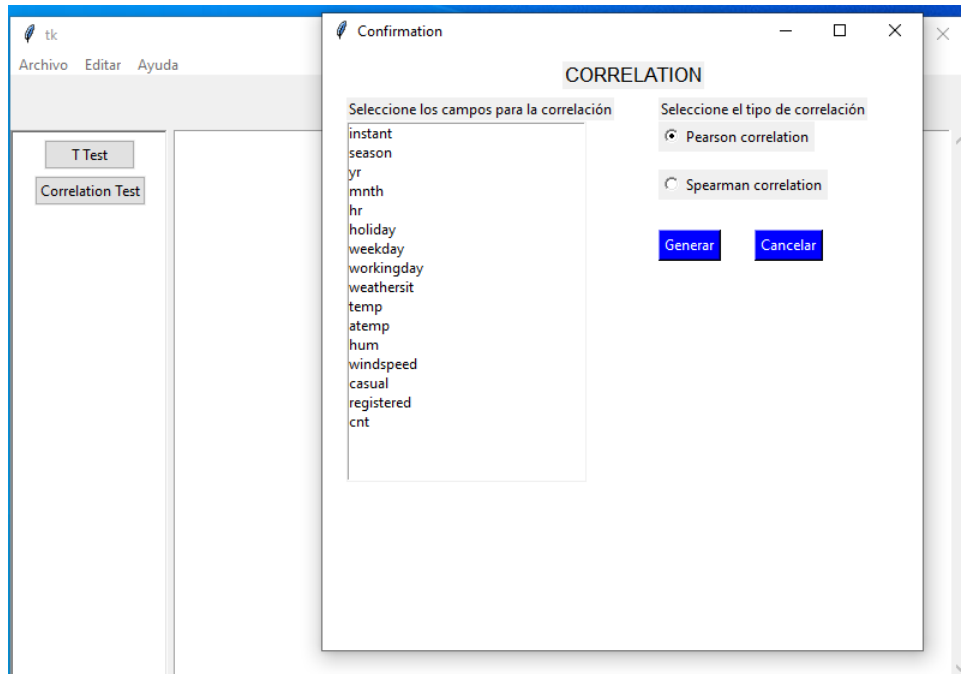 tk
Archivo Editar Ayuda
T Test
Correlation Test
Confirmation
CORRELATION
Seleccione los campos para la correlación
instant
season
yr
mnth
hr
holiday
weekday
workingday
weathersit
temp
atemp
hum
windspeed
casual
registered
cnt
Seleccione el tipo de correlación
Pearson correlation
Spearman correlation
Generar Cancelar